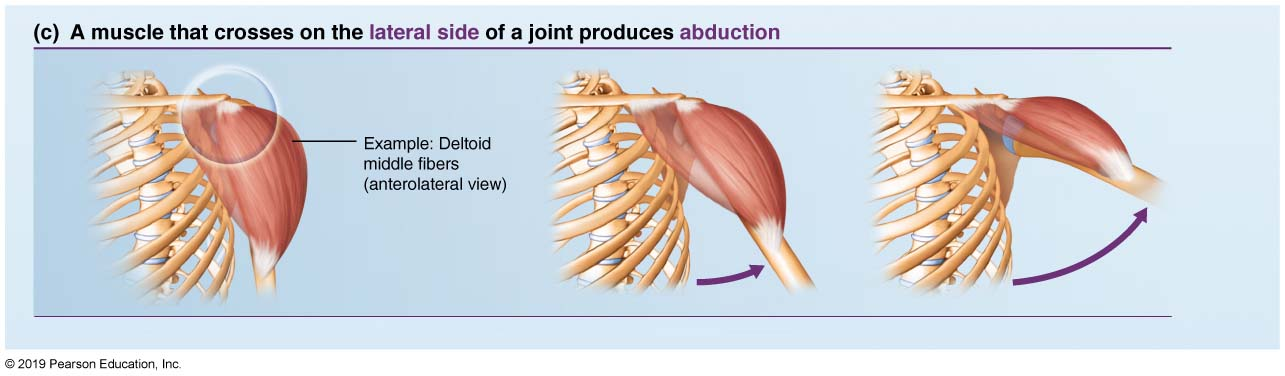 (c) A muscle that crosses on the lateral side of a joint produces abduction
Example: Deltoid
middle fibers
(anterolateral view)
© 2019 Pearson Education, Inc.